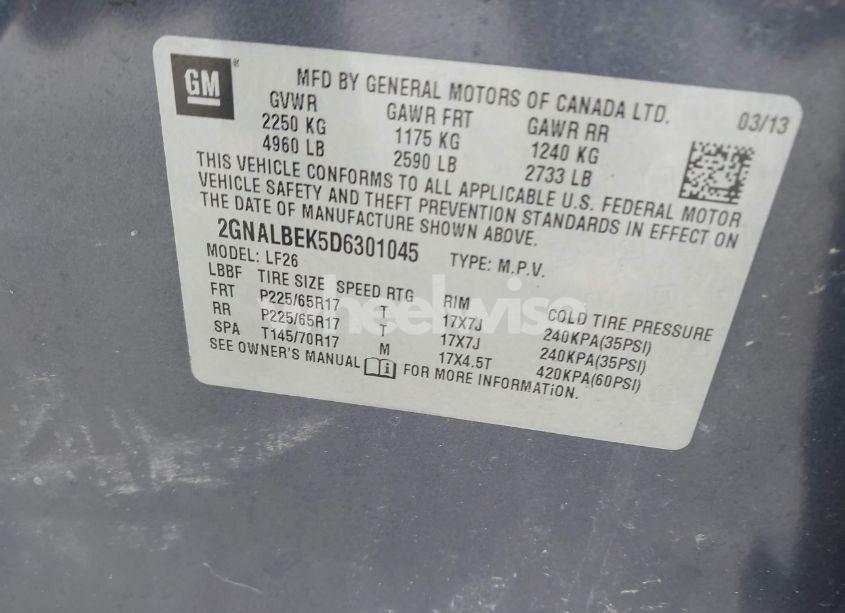 GM
MFD BY GENERAL MOTORS OF CANADA LTD.
03/13
GVWR GAWR FRT GAWR RR
2250 KG 1175 KG 1240 KG
4960 LB 2590 LB 2733 LB
THIS VEHICLE CONFORMS TO ALL APPLICABLE U.S. FEDERAL MOTOR
VEHICLE SAFETY AND THEFT PREVENTION STANDARDS IN EFFECT ON
THE DATE OF MANUFACTURE SHOWN ABOVE.
2GNALBEK5D6301045 TYPE: M.P.V.
MODEL: LF26
LBBF TIRE SIZE SPEED RTG RIM COLD TIRE PRESSURE
FRT P225/65R17 T 17X7J 240KPA(35PSI)
RR P225/65R17 T 17X7J 240KPA(35PSI)
SPA T145/70R17 M 17X4.5T 420KPA(60PSI)
SEE OWNER'S MANUAL FOR MORE INFORMATiON.